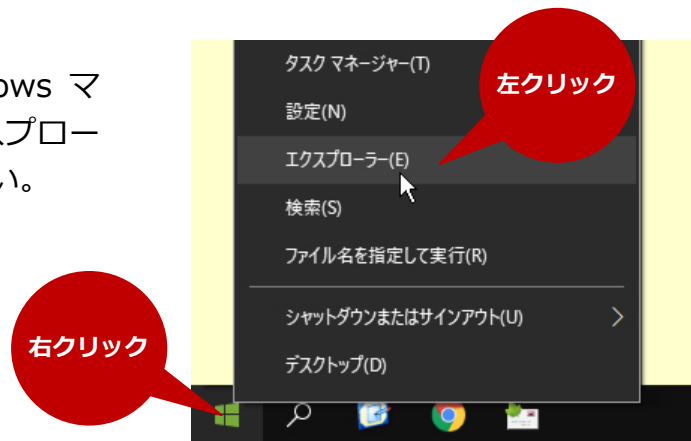 ows マ
スプロー
い。
タスク マネージャー(T)
設定(N)
エクスプローラー(E)
検索(S)
ファイル名を指定して実行(R)
シャットダウンまたはサインアウト(U)
デスクトップ(D)
左クリック
右クリック